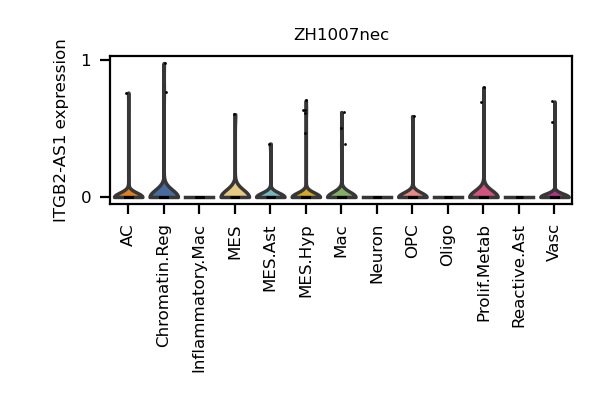 ZH1007nec
ITGB2-AS1 expression
1
0
AC
Chromatin.Reg
Inflammatory.Mac
MES
MES.Ast
MES.Hyp
Mac
Neuron
OPC
Oligo
Prolif.Metab
Reactive.Ast
Vasc